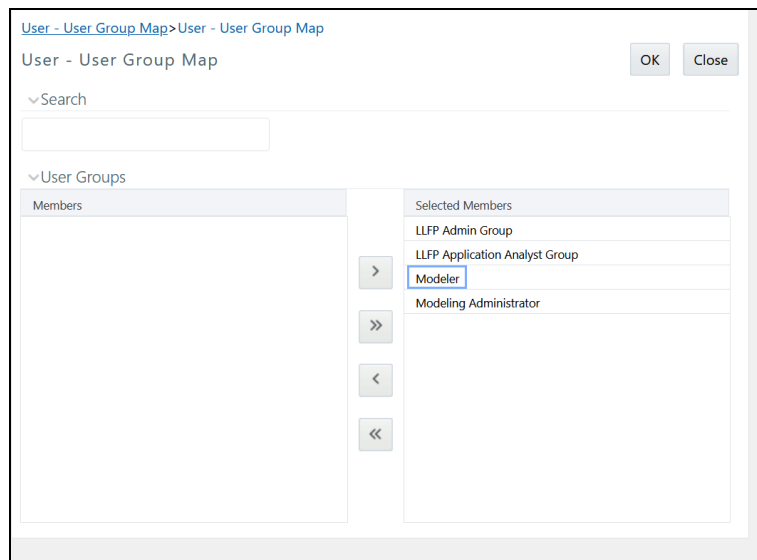 User - User Group Map>User - User Group Map
User - User Group Map
OK
Close
Search
User Groups
Members
Selected Members
LLFP Admin Group
LLFP Application Analyst Group
Modeler
Modeling Administrator